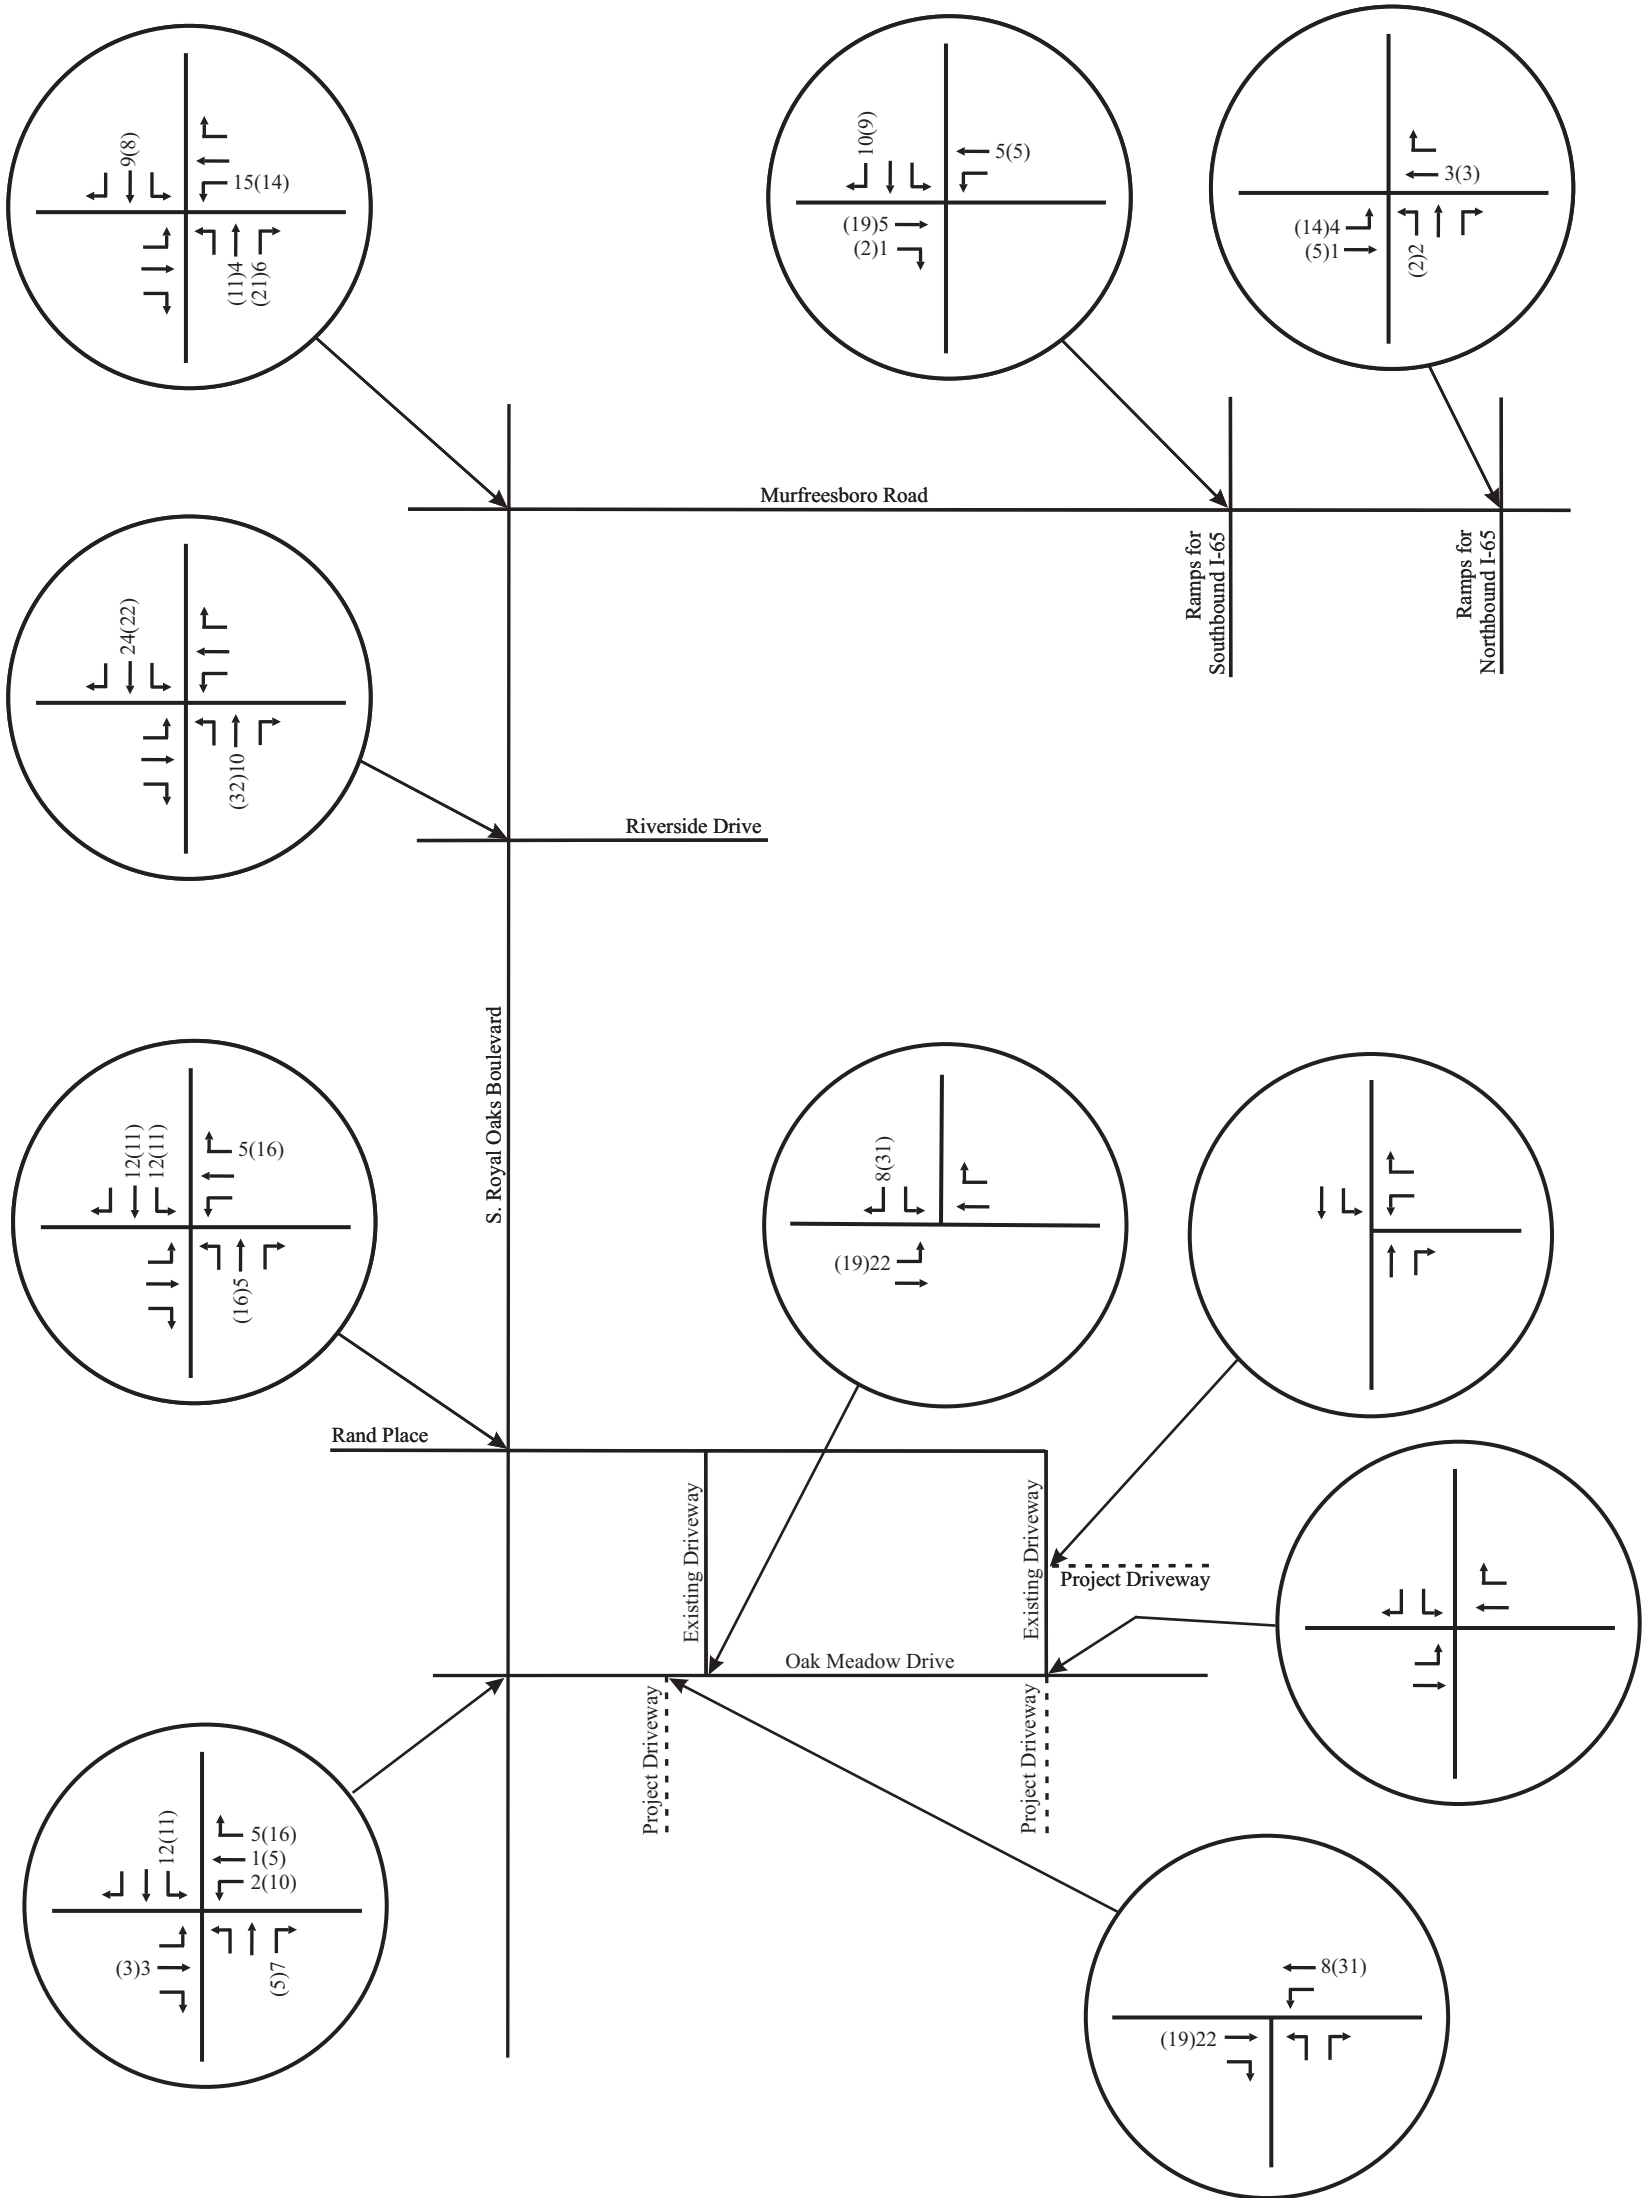 9(8)
15(14)
(11)4
(21)6
10(9)
5(5)
(19)5
(2)1
3(3)
(14)4
(5)1
(2)2
Murfreesboro Road
Ramps for
Southbound I-65
Ramps for
Northbound I-65
24(22)
(32)10
Riverside Drive
S. Royal Oaks Boulevard
12(11)
12(11)
5(16)
(16)5
8(31)
(19)22
Rand Place
Existing Driveway
Existing Driveway
Project Driveway
Oak Meadow Drive
Project Driveway
Project Driveway
12(11)
5(16)
1(5)
2(10)
(3)3
(5)7
8(31)
(19)22